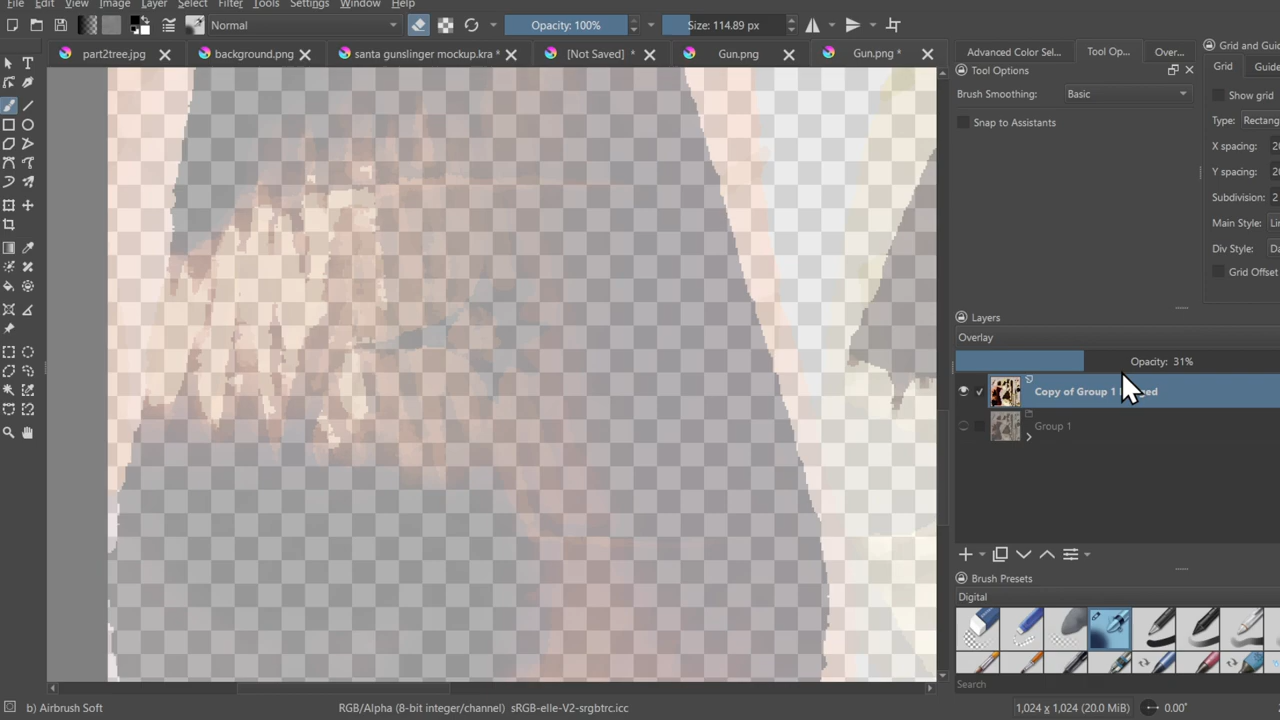 File Edit View Image Layer Select Filter Tools Settings Window Help
Normal Opacity: 100% Size: 114.89 px
part2tree.jpg background.png santa gunslinger mockup.kra * [Not Saved] * Gun.png Gun.png *
Advanced Color Sel... Tool Op... Over... Grid and Guid
Tool Options Grid Guide
Brush Smoothing: Basic Show grid
Snap to Assistants Type: Rectang
X spacing: 20
Y spacing: 20
Subdivision: 2
Main Style: Lin
Div Style: Da
Grid Offset
Layers
Overlay
Opacity: 31%
Copy of Group 1
Group 1
Brush Presets
Digital
Search
b) Airbrush Soft RGB/Alpha (8-bit integer/channel) sRGB-elle-V2-srgbtrc.icc 1,024 x 1,024 (20.0 MiB) 0.00°